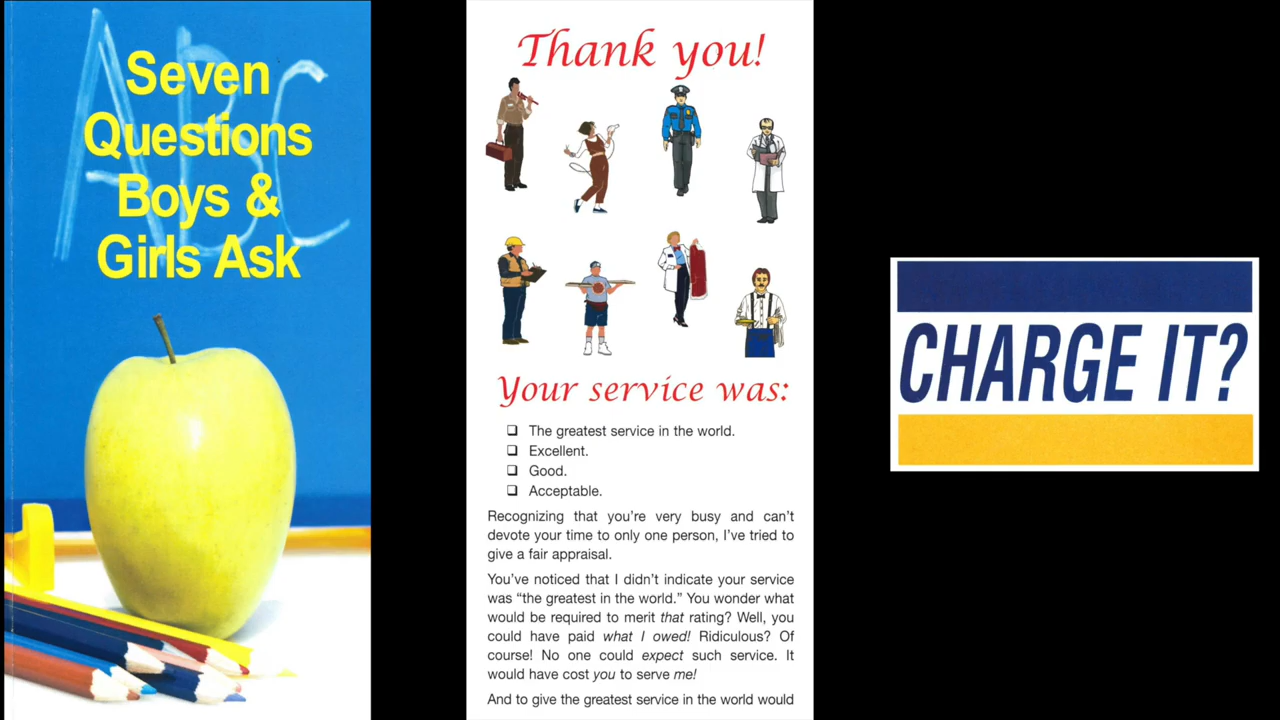 ABC
Seven
Questions
Boys &
Girls Ask
Thank you!
Your service was:
❑ The greatest service in the world.
❑ Excellent.
❑ Good.
❑ Acceptable.
Recognizing that you’re very busy and can’t
devote your time to only one person, I’ve tried to
give a fair appraisal.
You’ve noticed that I didn’t indicate your service
was “the greatest in the world.” You wonder what
would be required to merit that rating? Well, you
could have paid what I owed! Ridiculous? Of
course! No one could expect such service. It
would have cost you to serve me!
And to give the greatest service in the world would
CHARGE IT?